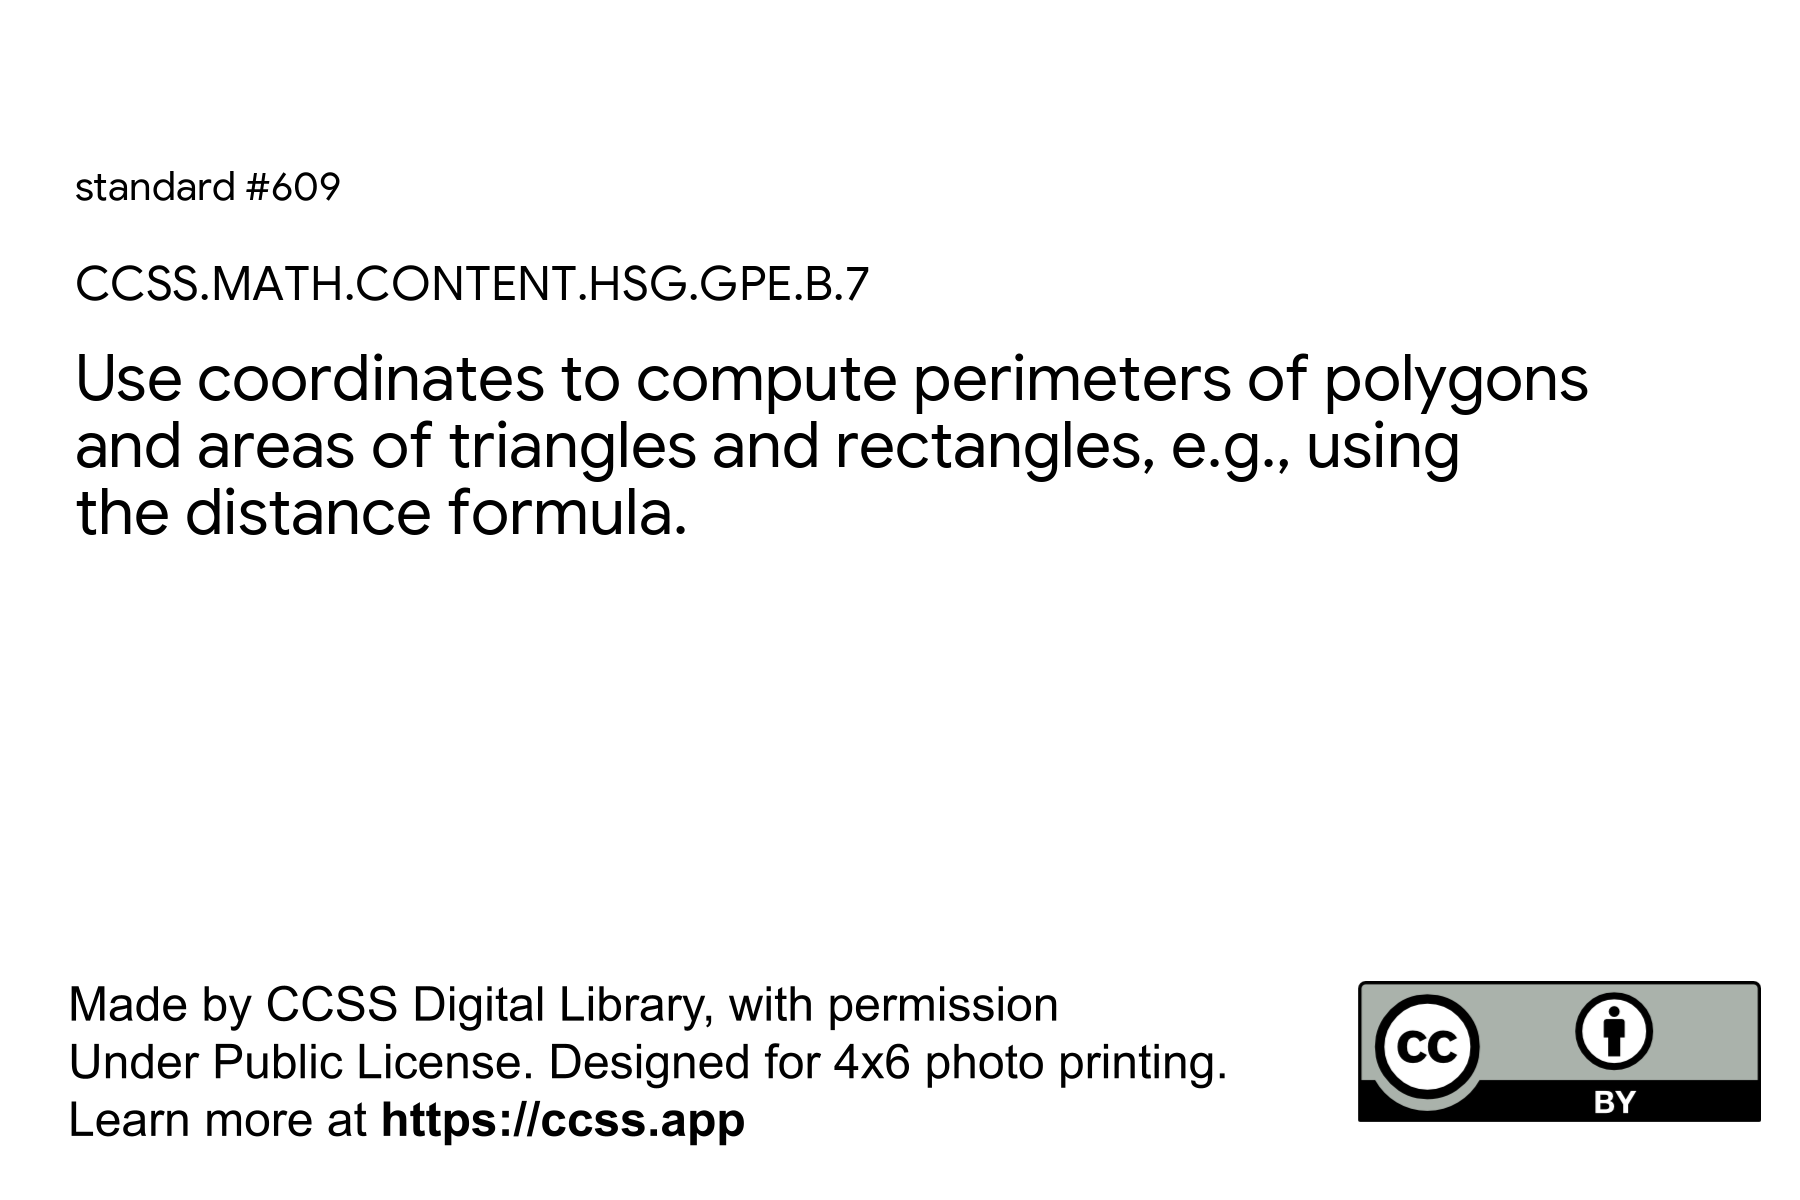 standard #609
CCSS.MATH.CONTENT.HSG.GPE.B.7
Use coordinates to compute perimeters of polygons
and areas of triangles and rectangles, e.g., using
the distance formula.
Made by CCSS Digital Library, with permission
Under Public License. Designed for 4x6 photo printing.
Learn more at https://ccss.app
CC
BY